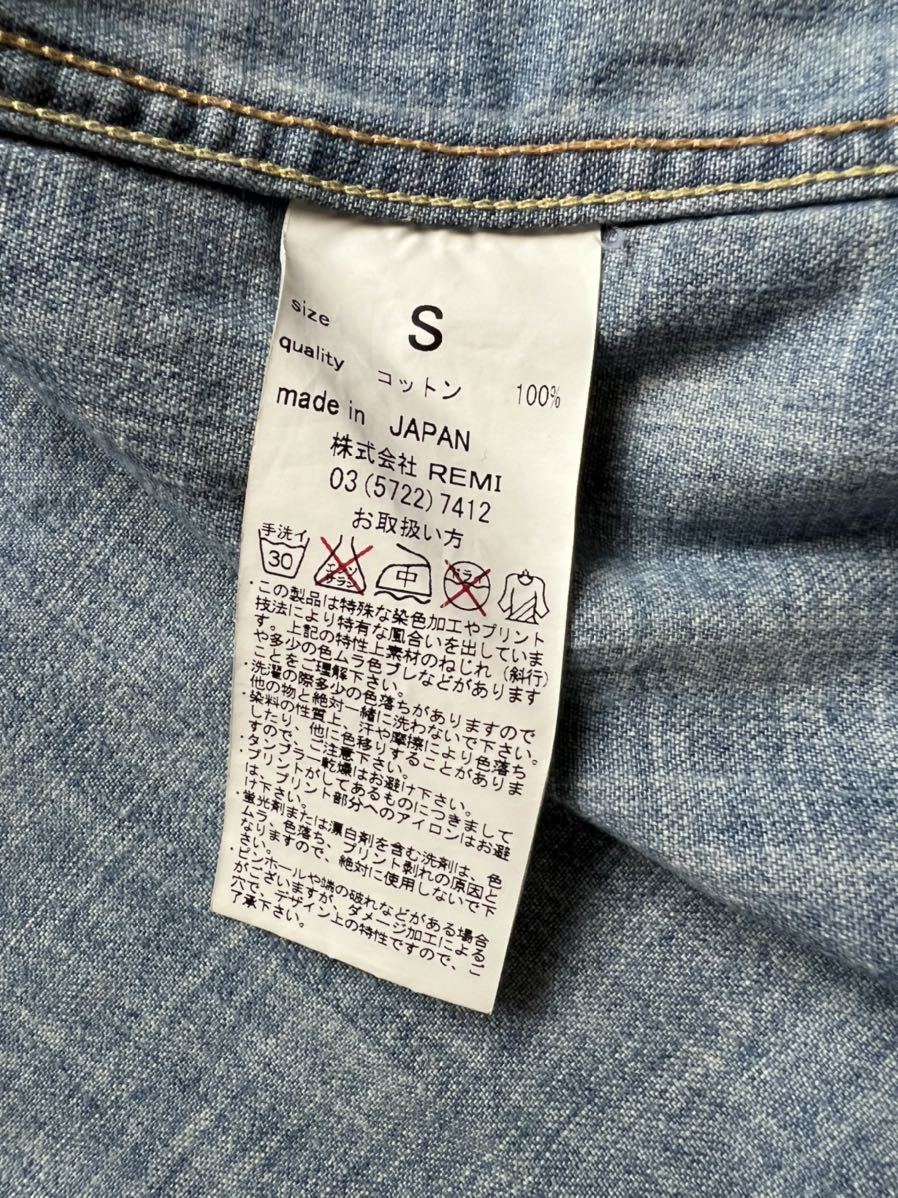 size S
quality コットン 100%
made in JAPAN
株式会社 REMI
03(5722)7412
お取扱い方
手洗イ
30
エンソ
サラシ
中
ドライ
・この製品は特殊な染色加工やプリント
技法により特有な風合いを出していま
す。上記の特性上素材のねじれ(斜行)
や多少の色ムラ色ブレなどがあります
ことをご理解下さい。
・洗濯の際多少の色落ちがありますので
他の物と絶対一緒に洗わないで下さい。
・染料の性質上、汗や摩擦により色落ち
したり、他に色移りすることがありま
すので、ご注意下さい。
・タンブラー乾燥はお避け下さい。
・プリントがしてあるものにつきまして
は、プリント部分へのアイロンはお避
け下さい。
・蛍光剤または漂白剤を含む洗剤は、色
ムラ、色落ち、プリント剥れの原因と
なりますので、絶対に使用しないで下
さい。
・ピンホールや端の破れなどがある場合
がございますが、ダメージ加工によるご
穴で、デザイン上の特性ですので、
了承下さい。